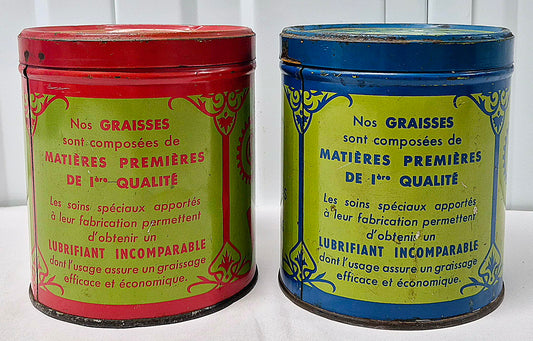 Nos GRAISSES
sont composées de
MATIÈRES PREMIÈRES
DE 1ère QUALITÉ
Les soins spéciaux apportés
à leur fabrication permettent
d'obtenir un
LUBRIFIANT INCOMPARABLE
dont l'usage assure un graissage
efficace et économique.
Nos GRAISSES
sont composées de
MATIÈRES PREMIÈRES
DE 1ère QUALITÉ
Les soins spéciaux apportés
à leur fabrication permettent
d'obtenir un
LUBRIFIANT INCOMPARABLE
dont l'usage assure un graissage
efficace et économique.